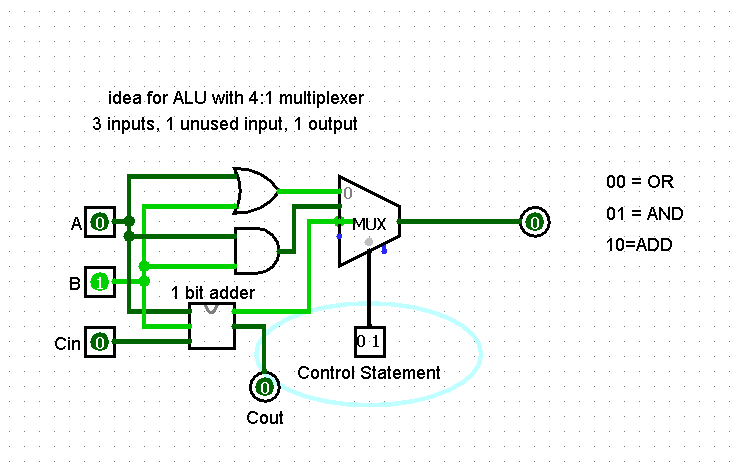 idea for ALU with 4:1 multiplexer
3 inputs, 1 unused input, 1 output
00 = OR
01 = AND
10=ADD
A 0
B 1
Cin 0
1 bit adder
0
MUX
0
0 1
Control Statement
0
Cout